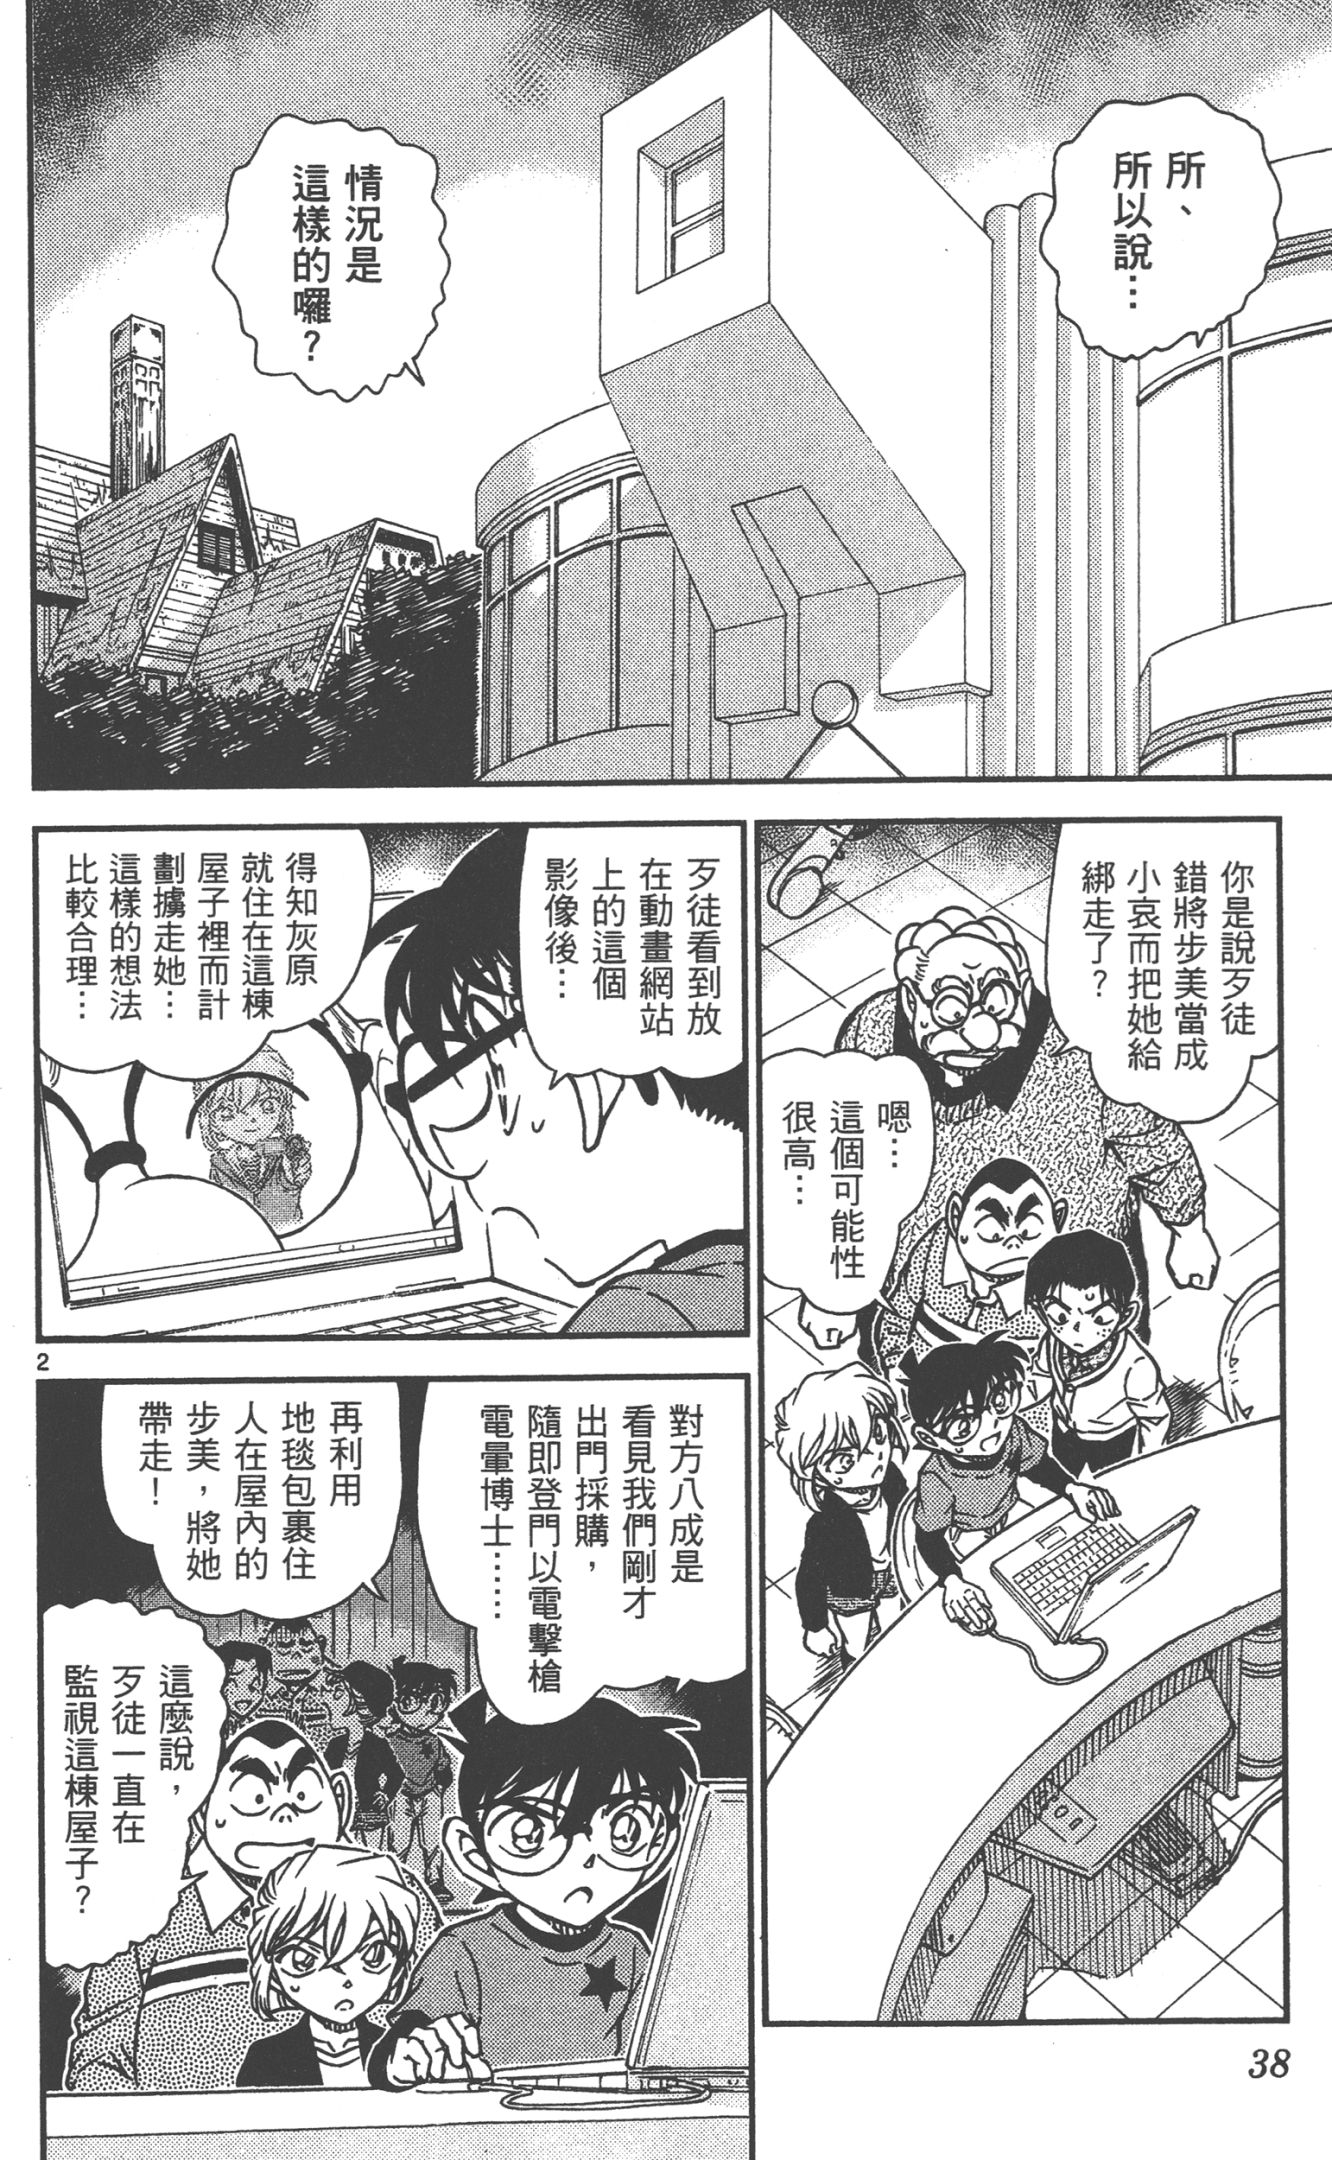 所、
所以說⋯
情況是
這樣的囉？
你是說歹徒
錯將步美當成
小哀而把她給
綁走了？
嗯⋯
這個可能性
很高⋯
歹徒看到放
在動畫網站
上的這個
影像後⋯
得知灰原
就住在這棟
屋子裡而計
劃擄走她⋯
這樣的想法
比較合理⋯
2
對方八成是
看見我們剛才
出門採購，
隨即登門以電擊槍
電暈博士⋯⋯
再利用
地毯包裹住
人在屋內的
步美，將她
帶走！
這麼說，
歹徒一直在
監視這棟屋子？
38